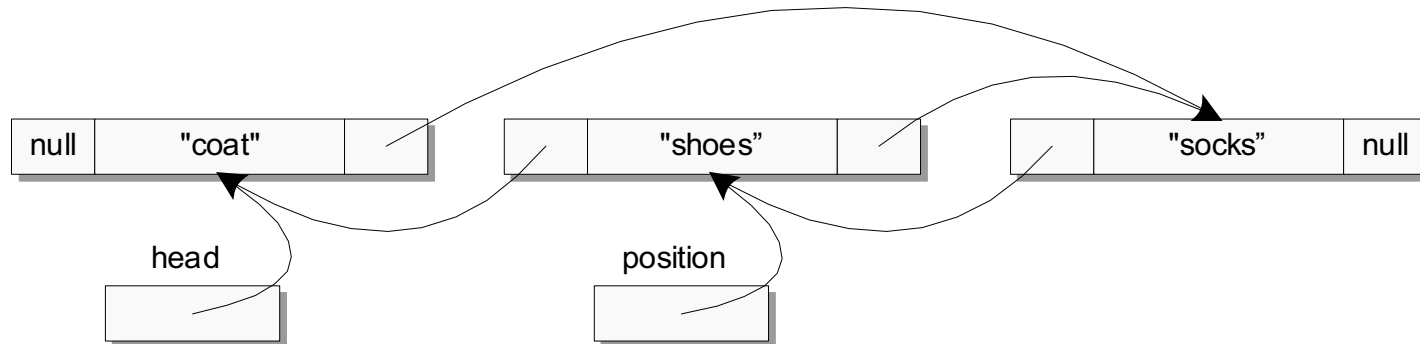 null "coat" "shoes” "socks” null
head position